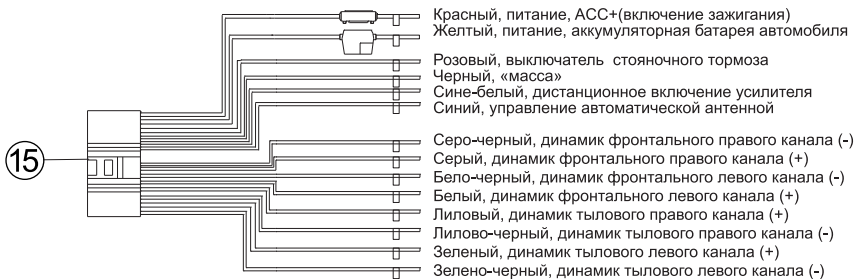 Красный, питание, ACC+(включение зажигания)
Желтый, питание, аккумуляторная батарея автомобиля
Розовый, выключатель стояночного тормоза
Черный, «масса»
Сине-белый, дистанционное включение усилителя
Синий, управление автоматической антенной
15
Серо-черный, динамик фронтального правого канала (-)
Серый, динамик фронтального правого канала (+)
Бело-черный, динамик фронтального левого канала (-)
Белый, динамик фронтального левого канала (+)
Лиловый, динамик тылового правого канала (+)
Лилово-черный, динамик тылового правого канала (-)
Зеленый, динамик тылового левого канала (+)
Зелено-черный, динамик тылового левого канала (-)